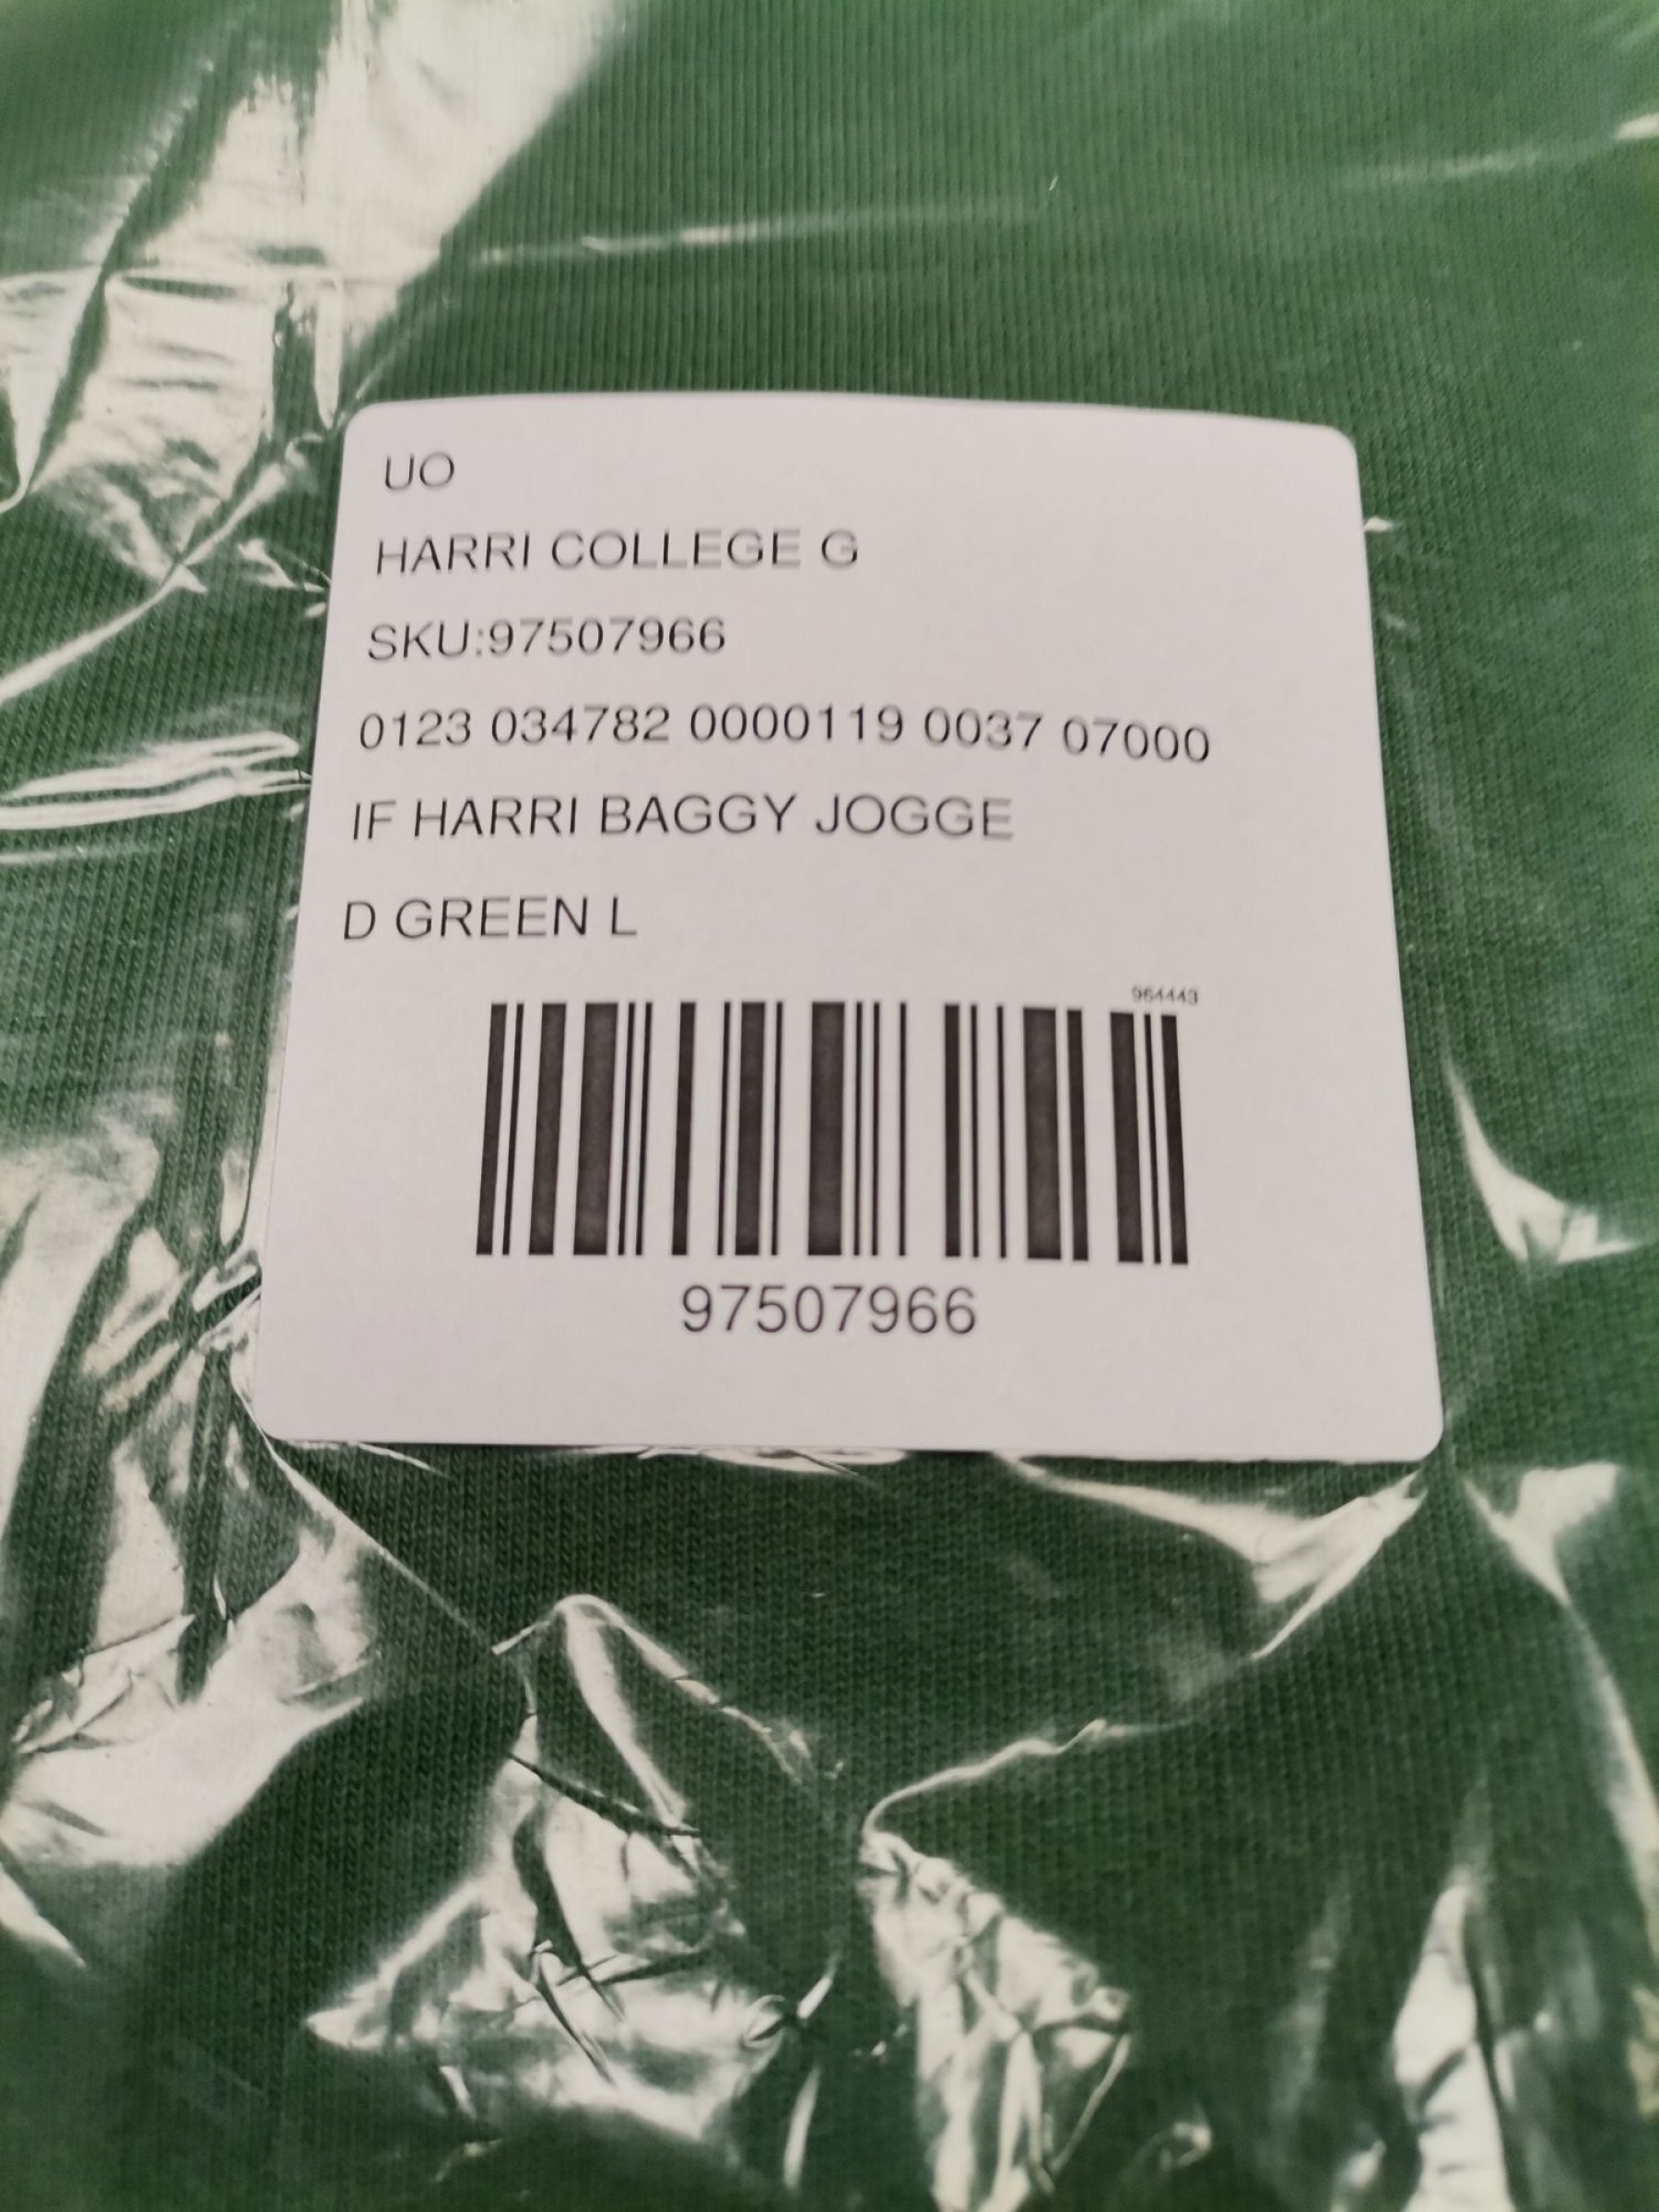 UO
HARRI COLLEGE G
SKU:97507966
0123 034782 0000119 0037 07000
IF HARRI BAGGY JOGGE
D GREEN L
964443
97507966